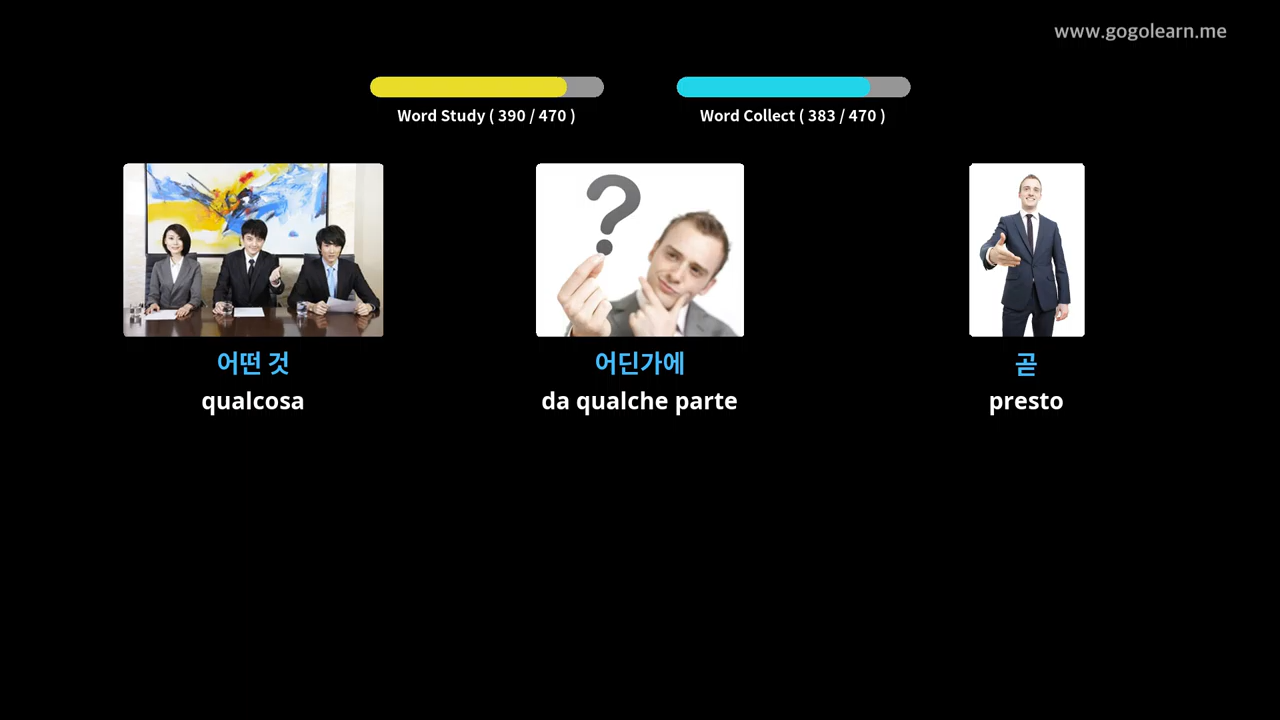 www.gogolearn.me
Word Study ( 390 / 470 )
Word Collect ( 383 / 470 )
어떤 것
어딘가에
곧
qualcosa
da qualche parte
presto